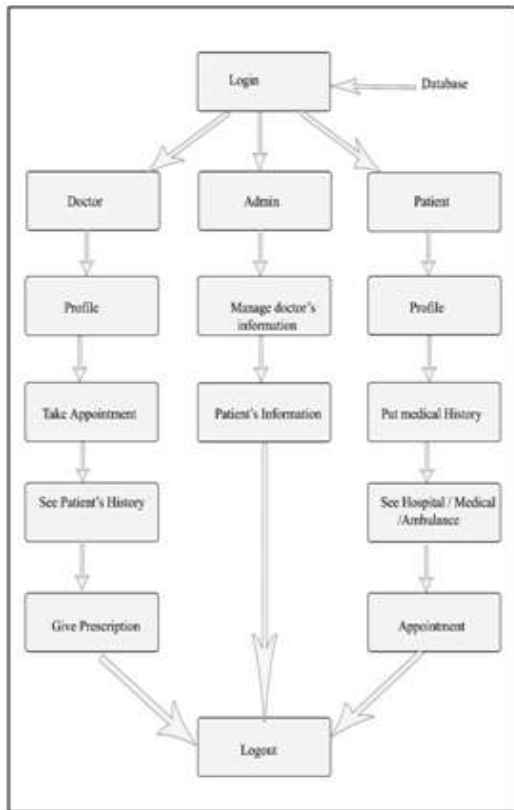 Login
Database
Doctor
Admin
Patient
Profile
Manage doctor's
information
Profile
Take Appointment
Patient's Information
Put medical History
See Patient's History
See Hospital / Medical
/Ambulance
Give Prescription
Appointment
Logout